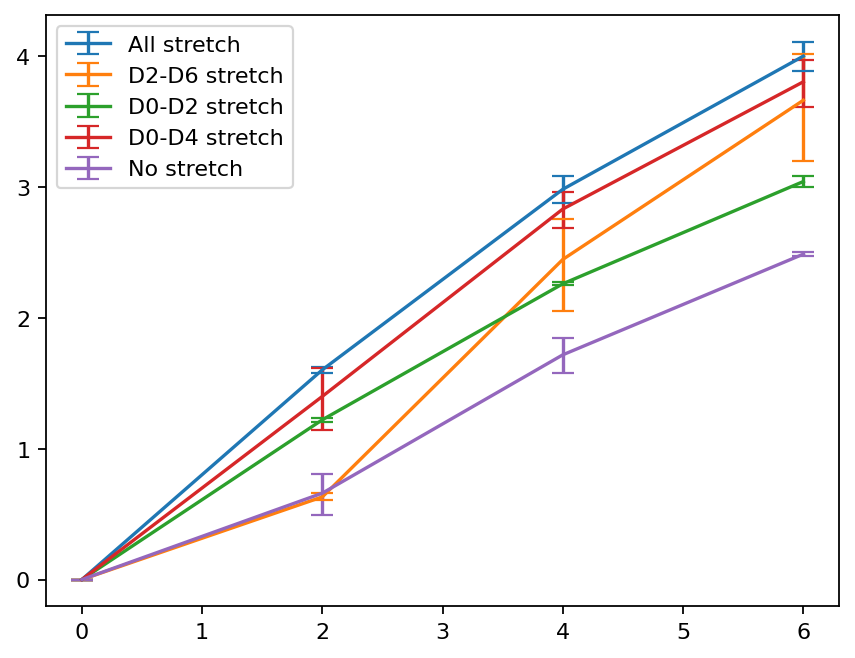 All stretch
D2-D6 stretch
D0-D2 stretch
D0-D4 stretch
No stretch
4
3
2
1
0
0 1 2 3 4 5 6